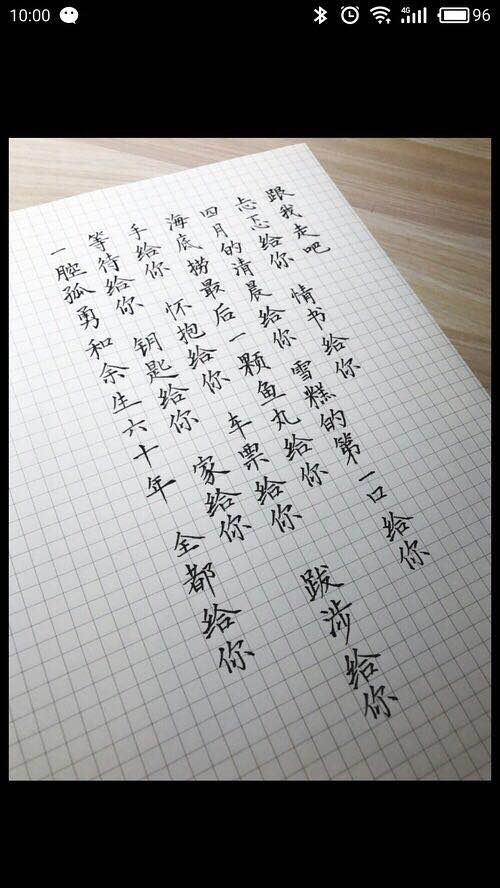 10:00 4G 96
跟我走吧
忐忑给你 情书给你
四月的清晨给你 雪糕的第一口给你
海底捞最后一颗鱼丸给你
手给你 怀抱给你 车票给你 跋涉给你
等待给你 钥匙给你 家给你
一腔孤勇和余生六十年 全都给你